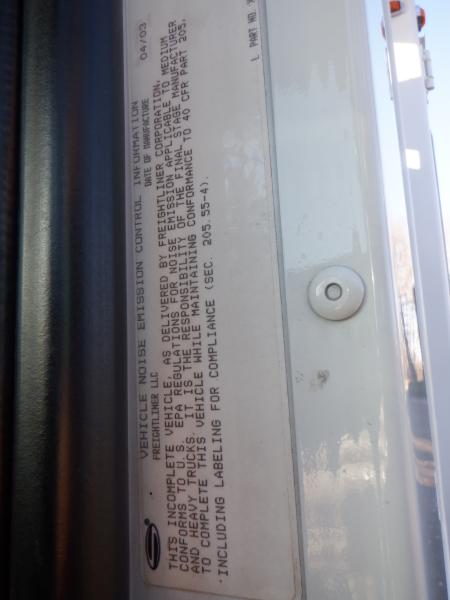 VEHICLE NOISE EMISSION CONTROL INFORMATION
FREIGHTLINER LLC DATE OF MANUFACTURE 04/03
THIS INCOMPLETE VEHICLE, AS DELIVERED BY FREIGHTLINER CORPORATION,
CONFORMS TO U.S. EPA REGULATIONS FOR NOISE EMISSION APPLICABLE TO MEDIUM
AND HEAVY TRUCKS. IT IS THE RESPONSIBILITY OF THE FINAL STAGE MANUFACTURER
TO COMPLETE THIS VEHICLE WHILE MAINTAINING CONFORMANCE TO 40 CFR PART 205,
INCLUDING LABELING FOR COMPLIANCE (SEC. 205.55-4).
L PART NO.